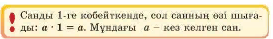 Санды 1-ге көбейткенде, сол санның өзі шыға-
ды: a · 1 = a. Мұндағы a – кез келген сан.